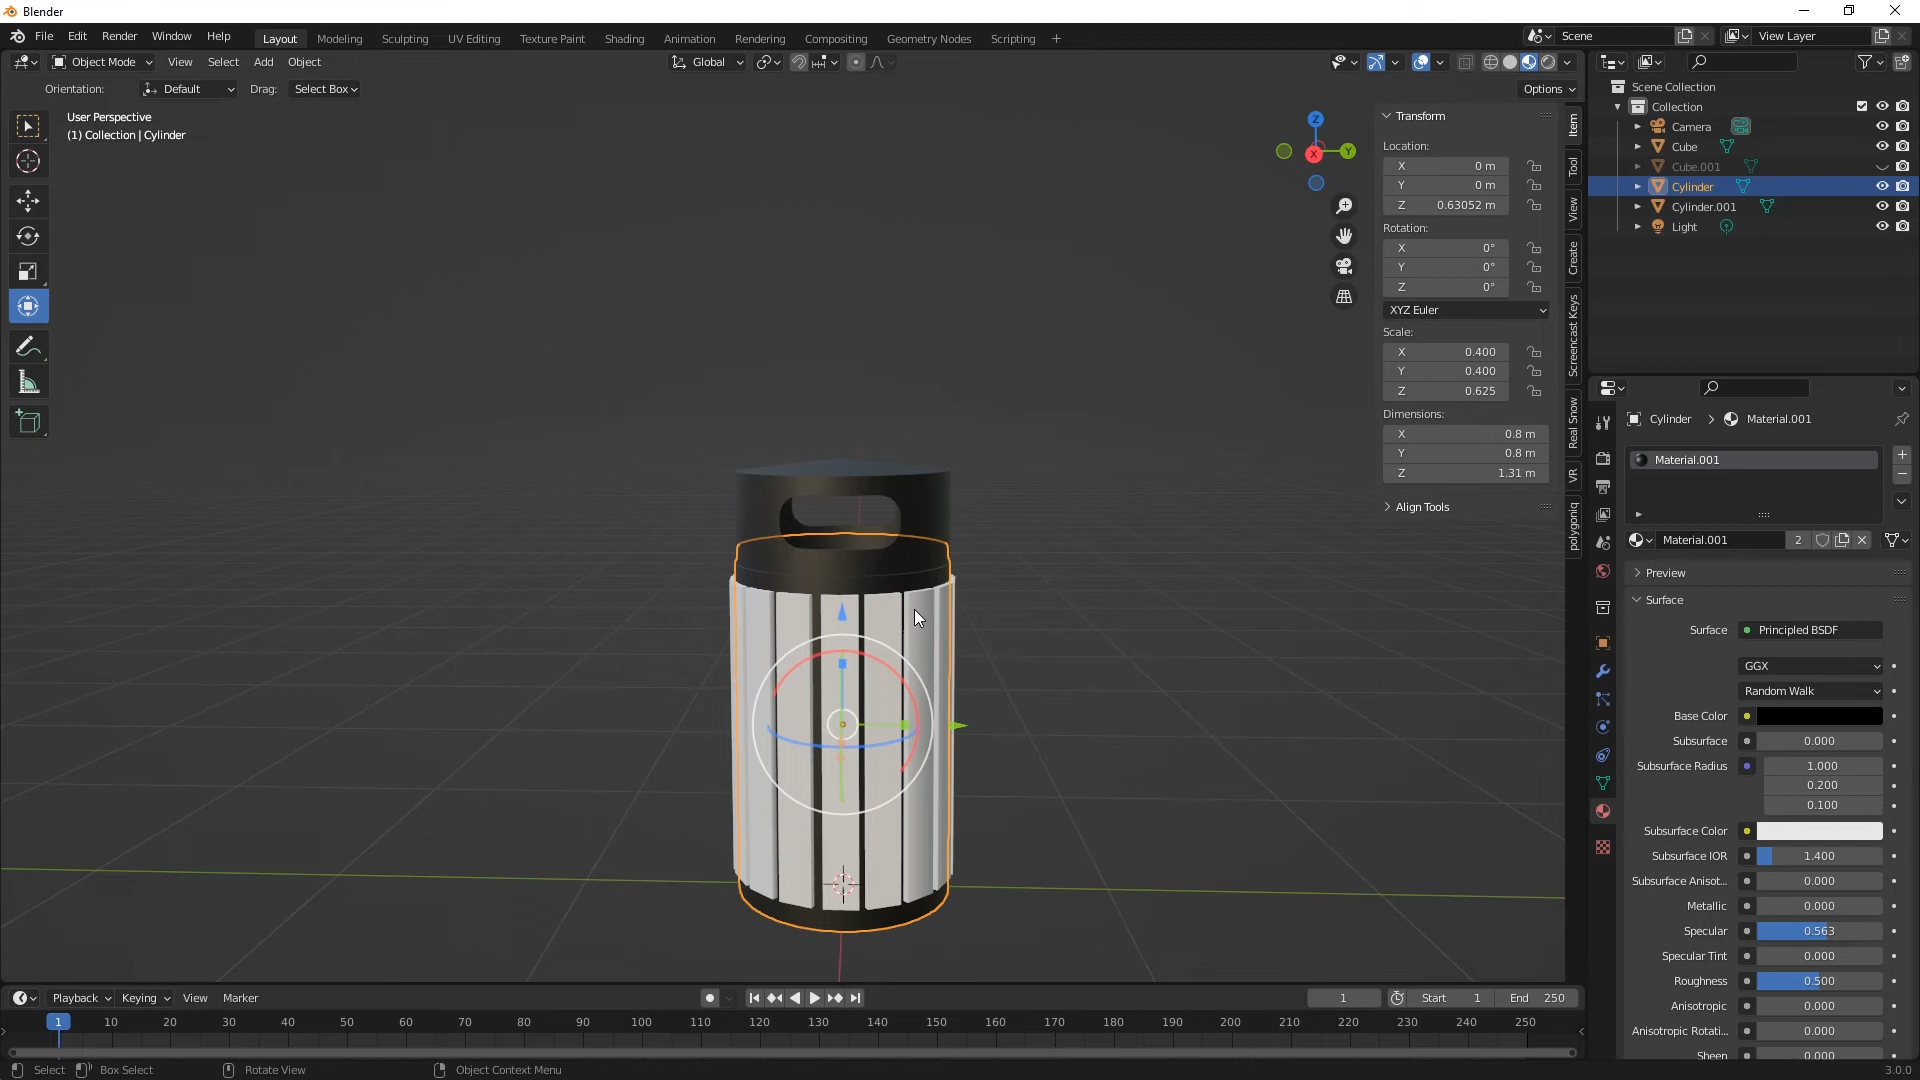 Blender
File Edit Render Window Help Layout Modeling Sculpting UV Editing Texture Paint Shading Animation Rendering Compositing Geometry Nodes Scripting Scene View Layer
Object Mode View Select Add Object Global
Orientation: Default Drag: Select Box Options
User Perspective
(1) Collection | Cylinder
Z
Y
X
Transform
Location:
X 0 m
Y 0 m
Z 0.63052 m
Rotation:
X 0°
Y 0°
Z 0°
XYZ Euler
Scale:
X 0.400
Y 0.400
Z 0.625
Dimensions:
X 0.8 m
Y 0.8 m
Z 1.31 m
Align Tools
Item
Tool
View
Create
Screencast Keys
Real Snow
VR
polygoniq
Scene Collection
Collection
Camera
Cube
Cube.001
Cylinder
Cylinder.001
Light
Cylinder Material.001
Material.001
Material.001 2
Preview
Surface
Surface Principled BSDF
GGX
Random Walk
Base Color
Subsurface 0.000
Subsurface Radius 1.000
0.200
0.100
Subsurface Color
Subsurface IOR 1.400
Subsurface Anisot... 0.000
Metallic 0.000
Specular 0.563
Specular Tint 0.000
Roughness 0.500
Anisotropic 0.000
Anisotropic Rotati... 0.000
Sheen 0.000
Playback Keying View Marker 1 Start 1 End 250
1 10 20 30 40 50 60 70 80 90 100 110 120 130 140 150 160 170 180 190 200 210 220 230 240 250
Select Box Select Rotate View Object Context Menu 3.0.0